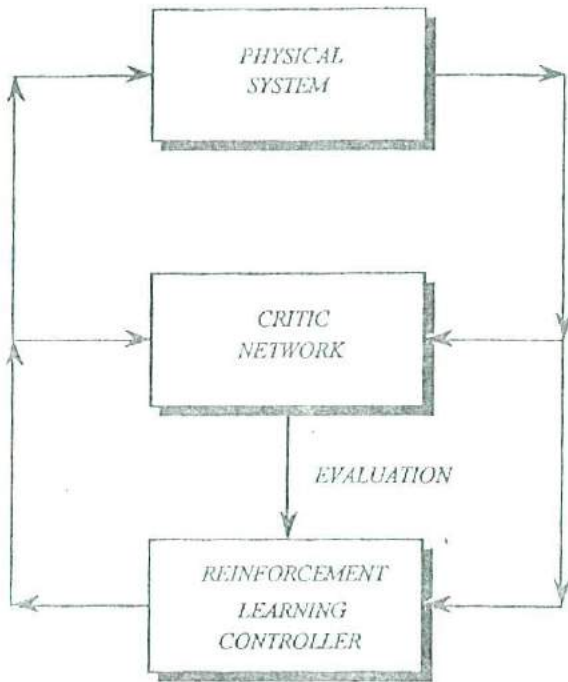 PHYSICAL
SYSTEM
CRITIC
NETWORK
EVALUATION
REINFORCEMENT
LEARNING
CONTROLLER